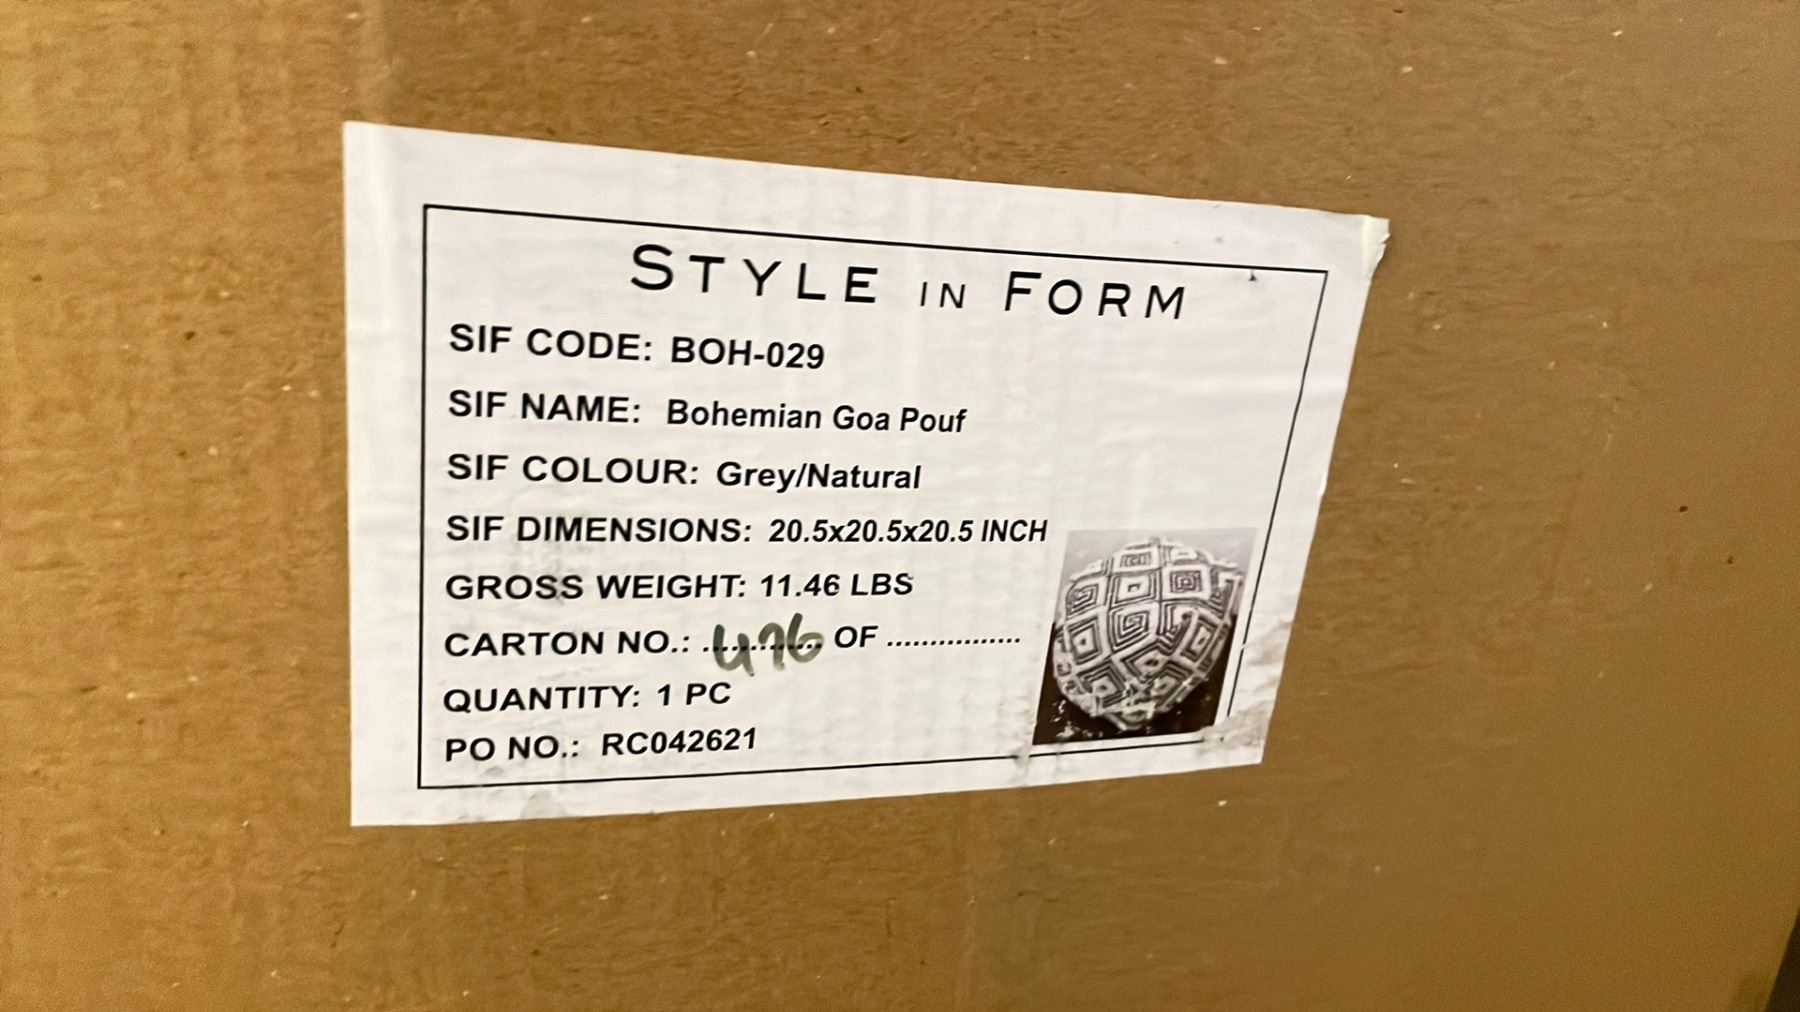 STYLE IN FORM
SIF CODE: BOH-029
SIF NAME: Bohemian Goa Pouf
SIF COLOUR: Grey/Natural
SIF DIMENSIONS: 20.5x20.5x20.5 INCH
GROSS WEIGHT: 11.46 LBS
CARTON NO.: 476 OF ................
QUANTITY: 1 PC
PO NO.: RC042621